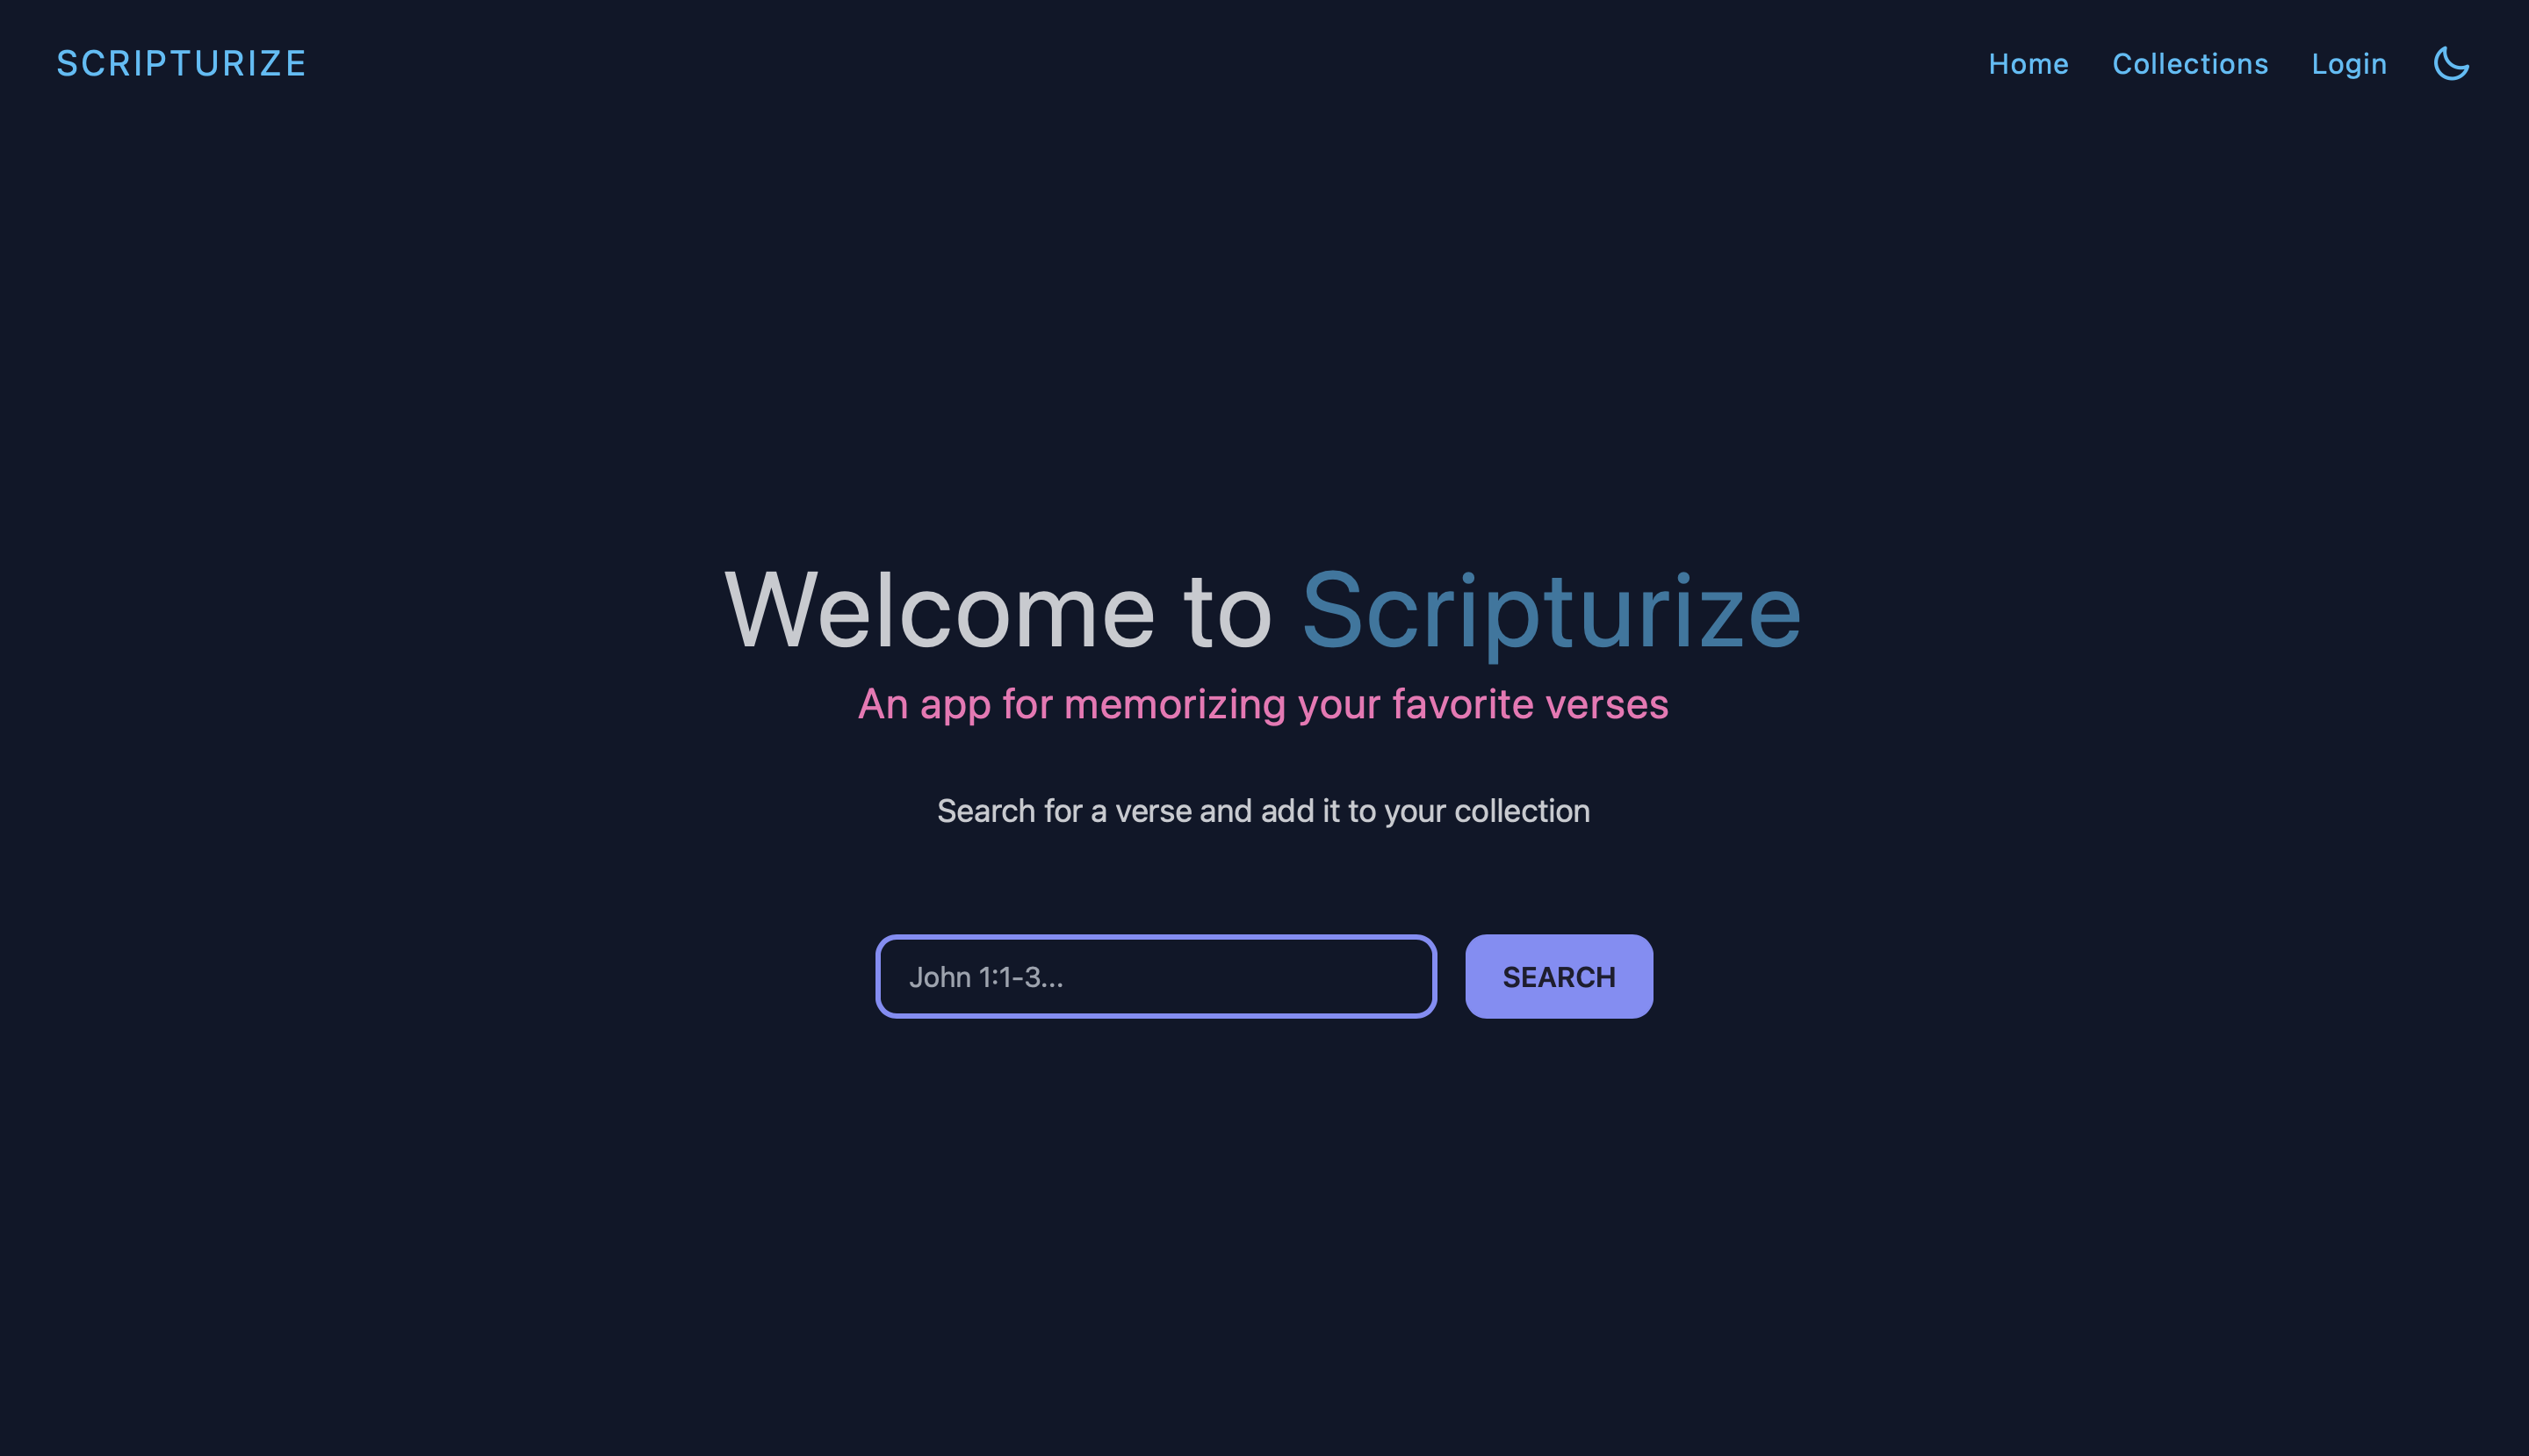 SCRIPTURIZE
Home Collections Login
Welcome to Scripturize
An app for memorizing your favorite verses
Search for a verse and add it to your collection
John 1:1-3...
SEARCH